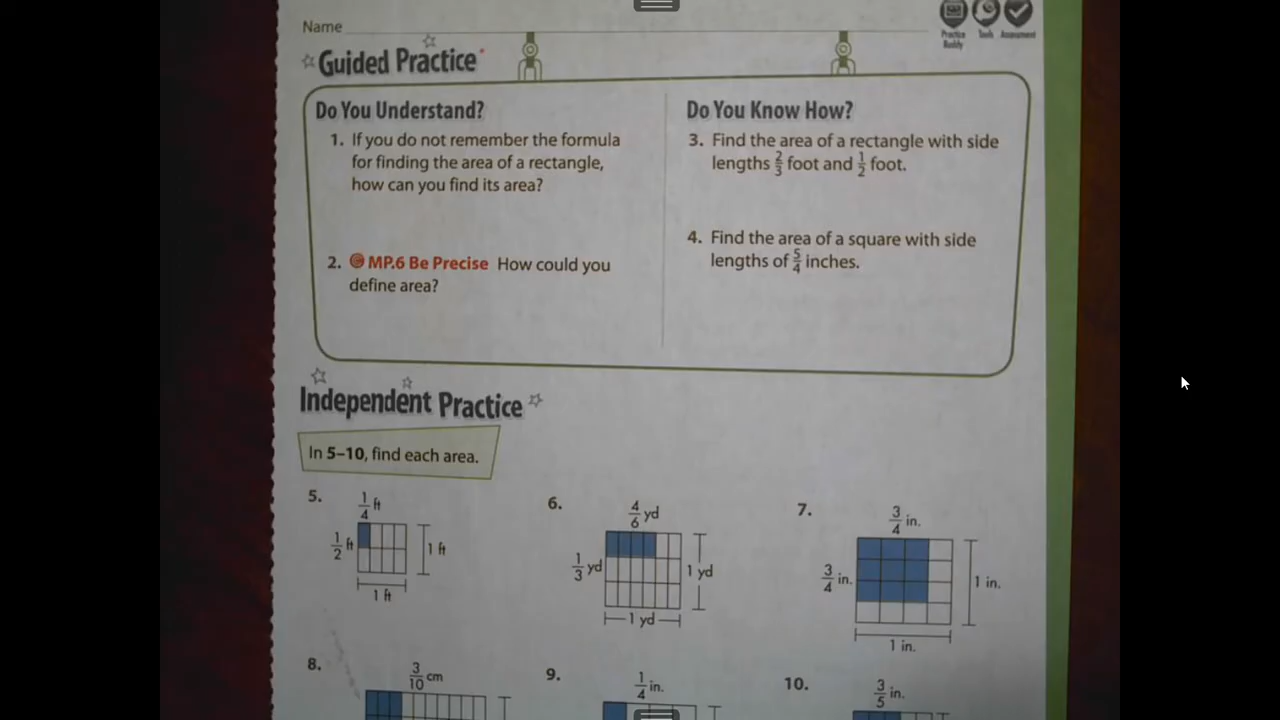 Name
Practice Buddy
Tools
Assessment
Guided Practice
Do You Understand?
1. If you do not remember the formula
for finding the area of a rectangle,
how can you find its area?
2. MP.6 Be Precise How could you
define area?
Do You Know How?
3. Find the area of a rectangle with side
lengths 2/3 foot and 1/2 foot.
4. Find the area of a square with side
lengths of 5/4 inches.
Independent Practice
In 5–10, find each area.
5.
1/4 ft
1/2 ft
1 ft
1 ft
6.
4/6 yd
1/3 yd
1 yd
1 yd
7.
3/4 in.
3/4 in.
1 in.
1 in.
8.
3/10 cm
9.
1/4 in.
10.
3/5 in.